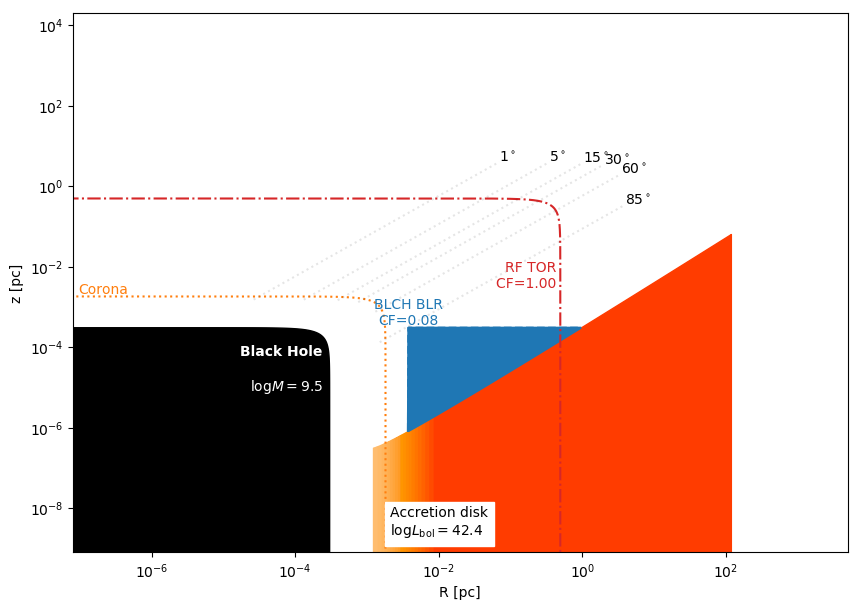 10^4
10^2
10^0
10^-2
10^-4
10^-6
10^-8
z [pc]
1°
5°
15°
30°
60°
85°
RF TOR
CF=1.00
Corona
BLCH BLR
CF=0.08
Black Hole
logM = 9.5
Accretion disk
logL_bol = 42.4
10^-6
10^-4
10^-2
10^0
10^2
R [pc]